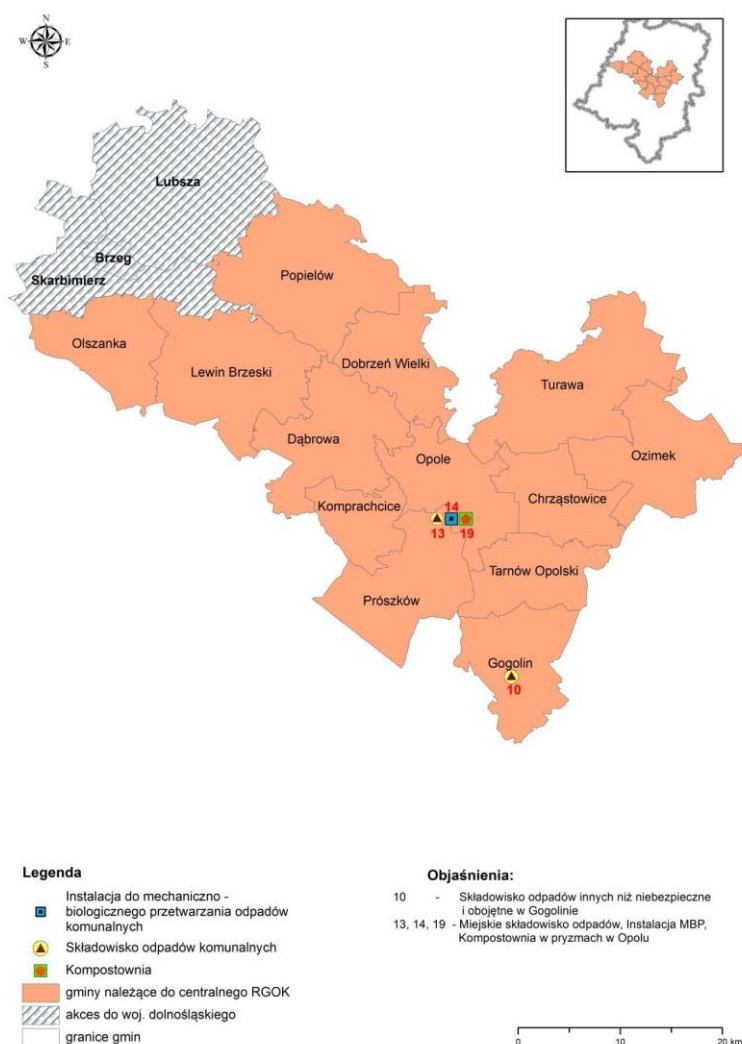 N
W E
S
Lubsza
Brzeg
Skarbimierz
Popielów
Olszanka
Lewin Brzeski
Dobrzeń Wielki
Turawa
Dąbrowa
Opole
Ozimek
Komprachcice
Chrząstowice
14
13 19
Tarnów Opolski
Prószków
Gogolin
10
Legenda
Instalacja do mechaniczno -
biologicznego przetwarzania odpadów
komunalnych
Składowisko odpadów komunalnych
Kompostownia
gminy należące do centralnego RGOK
akces do woj. dolnośląskiego
granice gmin
Objaśnienia:
10 - Składowisko odpadów innych niż niebezpieczne
i obojętne w Gogolinie
13, 14, 19 - Miejskie składowisko odpadów, Instalacja MBP,
Kompostownia w pryzmach w Opolu
0 10 20 km